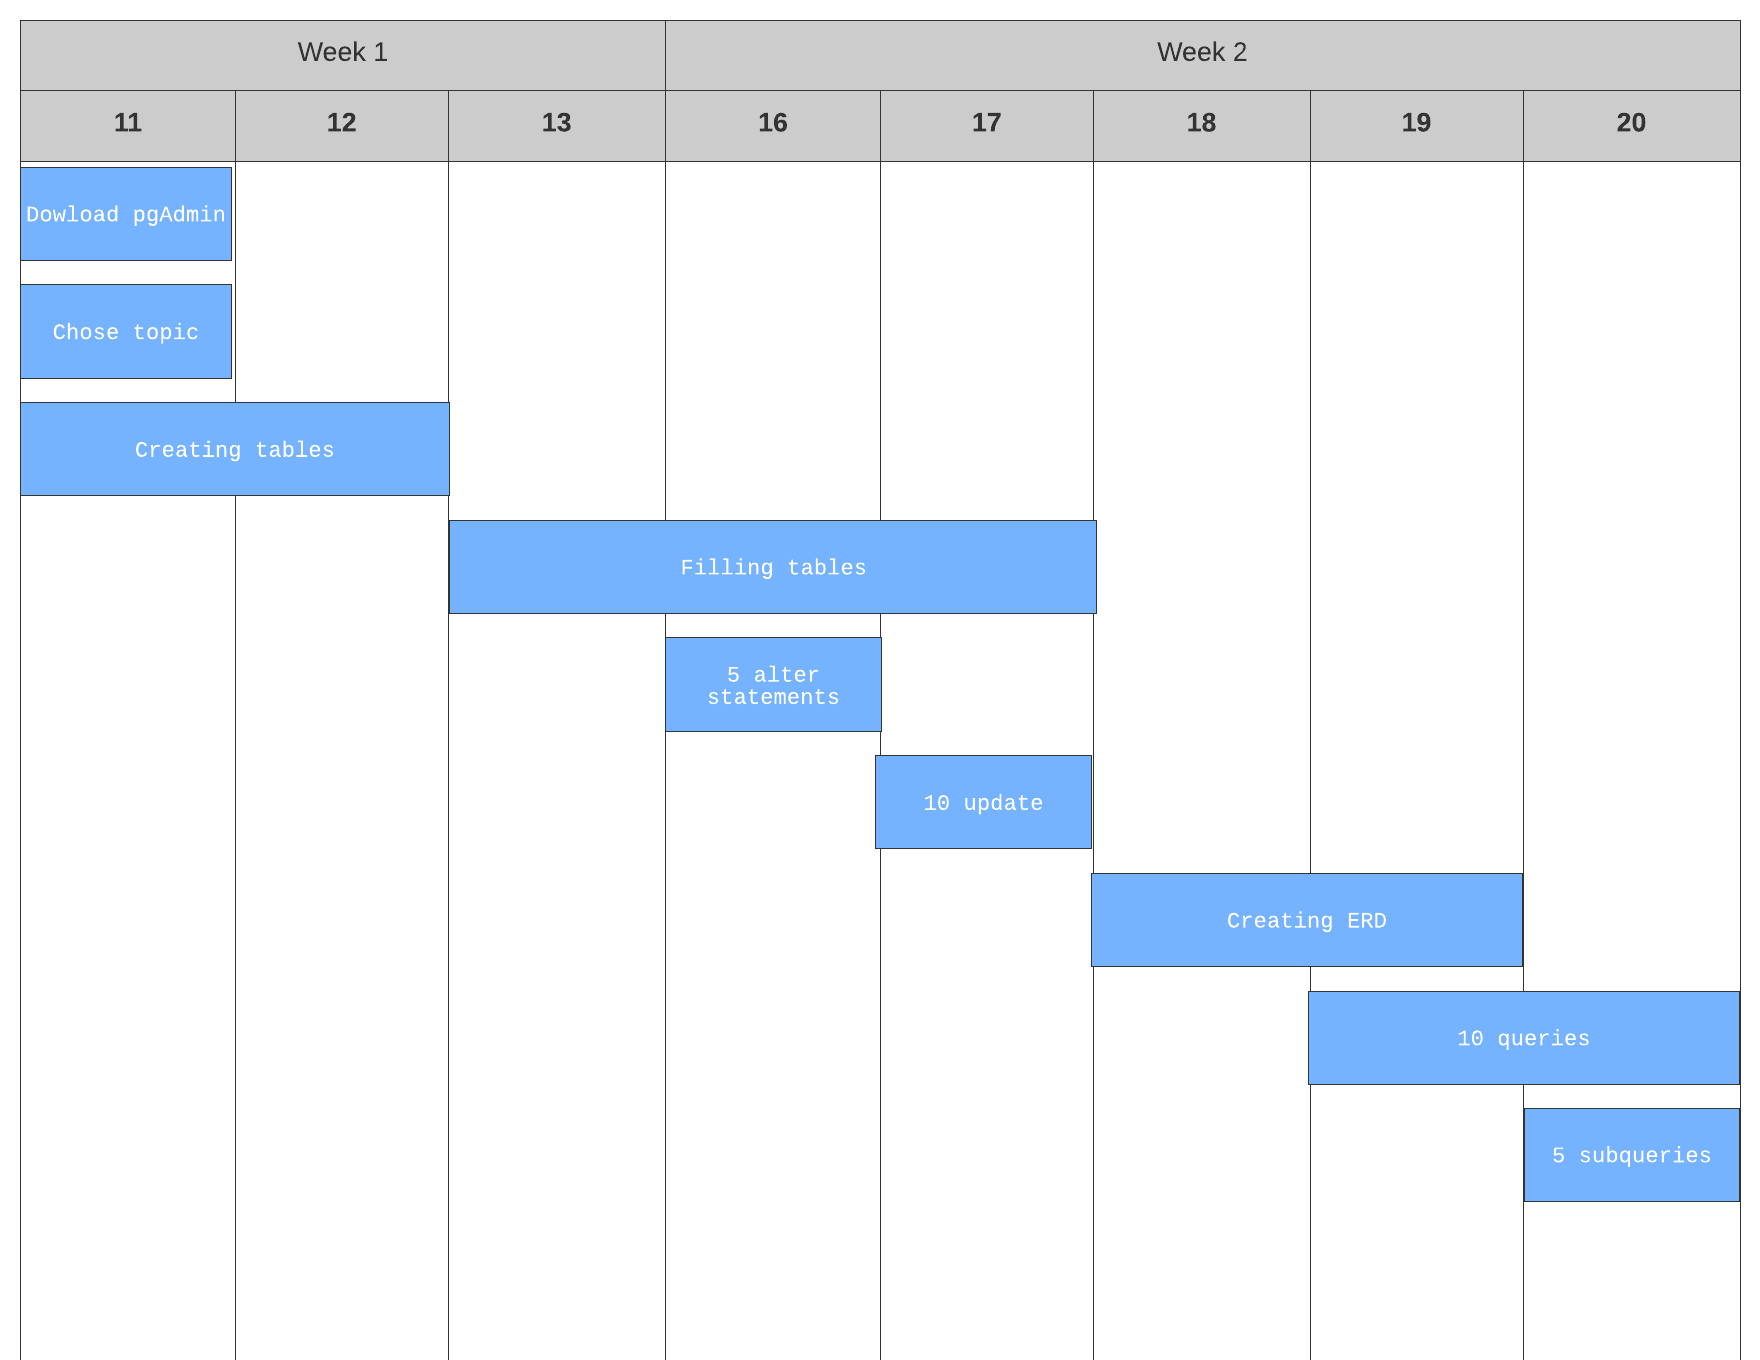 Week 1
Week 2
11
12
13
16
17
18
19
20
Dowload pgAdmin
Chose topic
Creating tables
Filling tables
5 alter
statements
10 update
Creating ERD
10 queries
5 subqueries